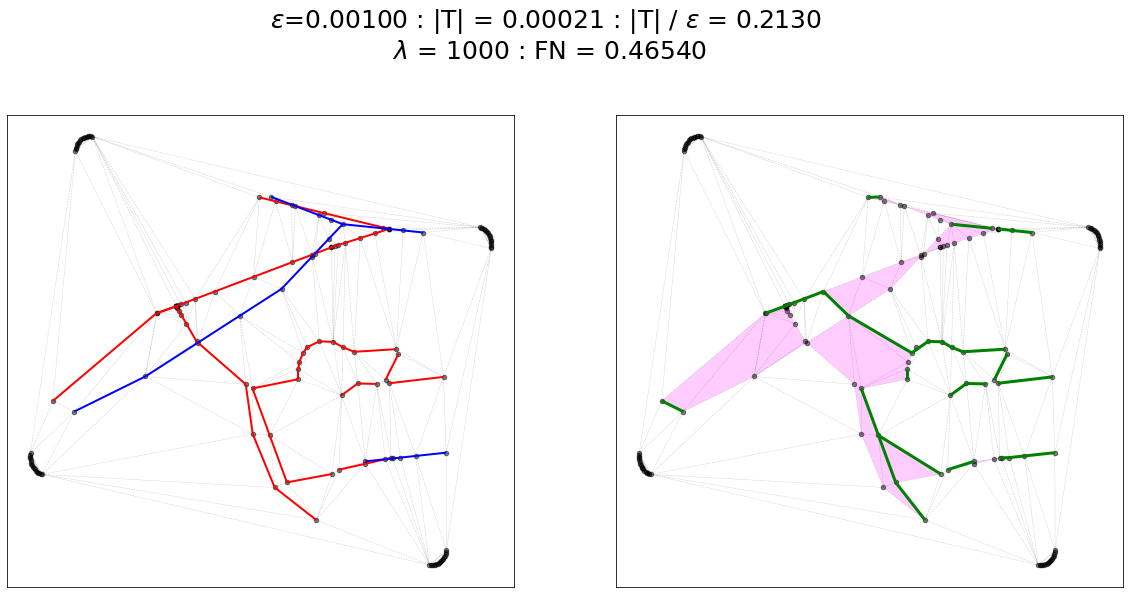 ε=0.00100 : |T| = 0.00021 : |T| / ε = 0.2130
λ = 1000 : FN = 0.46540